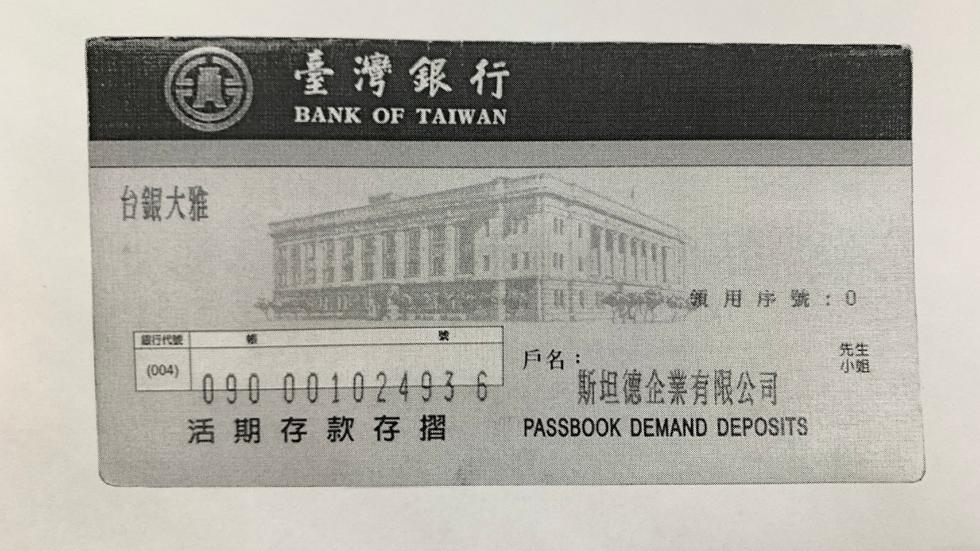 臺灣銀行
BANK OF TAIWAN
台銀大雅
領用序號:0
銀行代號 帳號
(004) 090 001024936
戶名:
先生
小姐
斯坦德企業有限公司
活期存款存摺
PASSBOOK DEMAND DEPOSITS